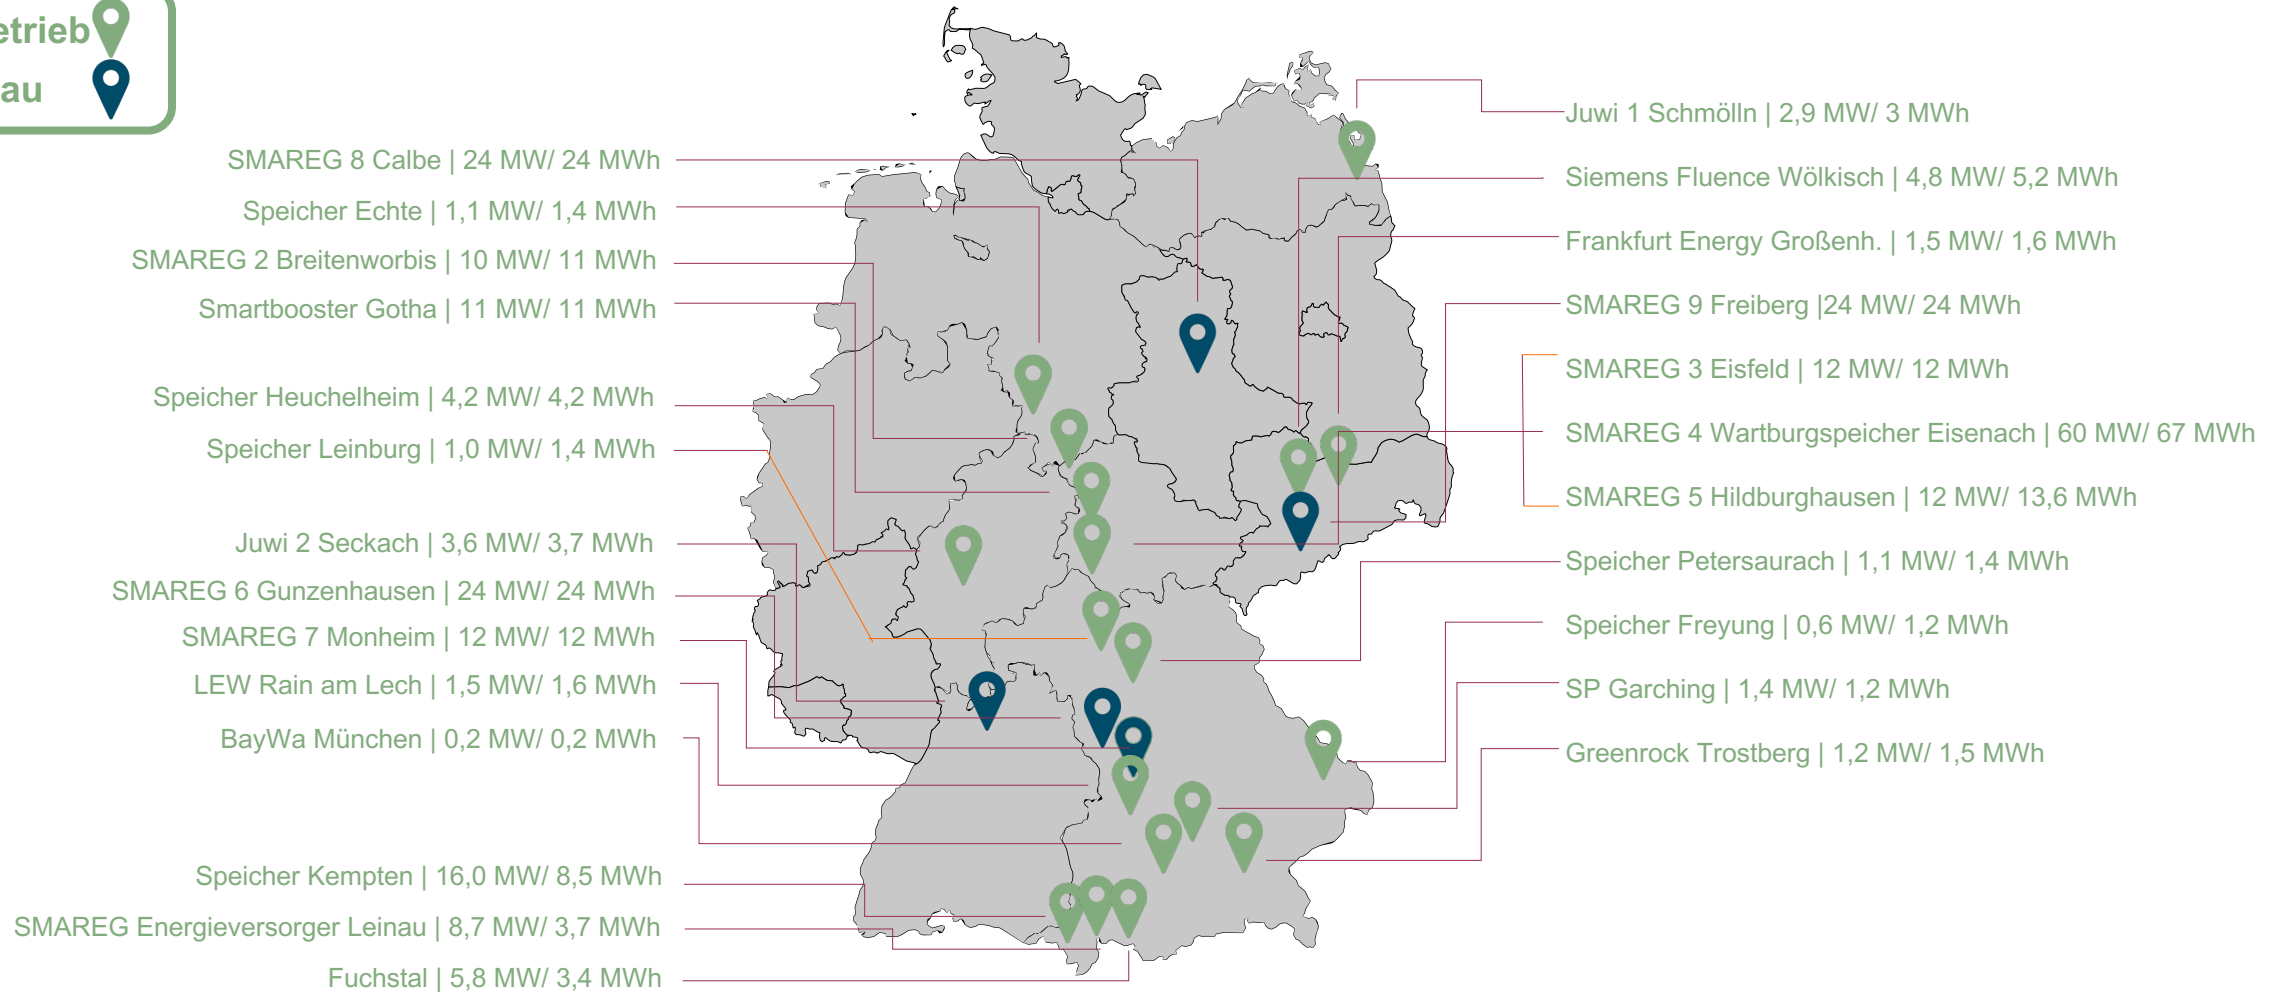 etrieb
au
SMAREG 8 Calbe | 24 MW/ 24 MWh
Speicher Echte | 1,1 MW/ 1,4 MWh
SMAREG 2 Breitenworbis | 10 MW/ 11 MWh
Smartbooster Gotha | 11 MW/ 11 MWh
Speicher Heuchelheim | 4,2 MW/ 4,2 MWh
Speicher Leinburg | 1,0 MW/ 1,4 MWh
Juwi 2 Seckach | 3,6 MW/ 3,7 MWh
SMAREG 6 Gunzenhausen | 24 MW/ 24 MWh
SMAREG 7 Monheim | 12 MW/ 12 MWh
LEW Rain am Lech | 1,5 MW/ 1,6 MWh
BayWa München | 0,2 MW/ 0,2 MWh
Speicher Kempten | 16,0 MW/ 8,5 MWh
SMAREG Energieversorger Leinau | 8,7 MW/ 3,7 MWh
Fuchstal | 5,8 MW/ 3,4 MWh
Juwi 1 Schmölln | 2,9 MW/ 3 MWh
Siemens Fluence Wölkisch | 4,8 MW/ 5,2 MWh
Frankfurt Energy Großenh. | 1,5 MW/ 1,6 MWh
SMAREG 9 Freiberg |24 MW/ 24 MWh
SMAREG 3 Eisfeld | 12 MW/ 12 MWh
SMAREG 4 Wartburgspeicher Eisenach | 60 MW/ 67 MWh
SMAREG 5 Hildburghausen | 12 MW/ 13,6 MWh
Speicher Petersaurach | 1,1 MW/ 1,4 MWh
Speicher Freyung | 0,6 MW/ 1,2 MWh
SP Garching | 1,4 MW/ 1,2 MWh
Greenrock Trostberg | 1,2 MW/ 1,5 MWh